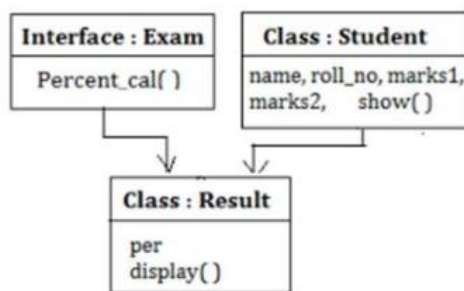 Interface : Exam
Percent_cal( )
Class : Student
name, roll_no, marks1,
marks2, show( )
Class : Result
per
display( )